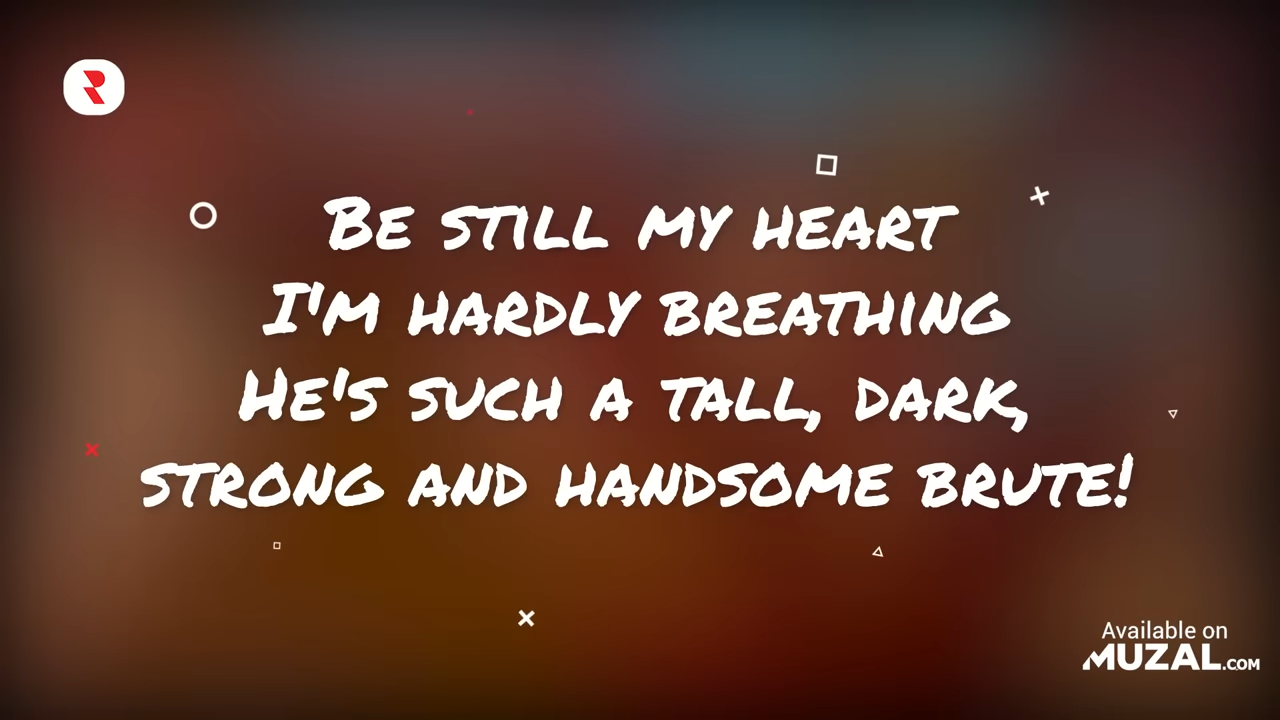 Be still my heart
I'm hardly breathing
He's such a tall, dark,
strong and handsome brute!
Available on
MUZAL.COM